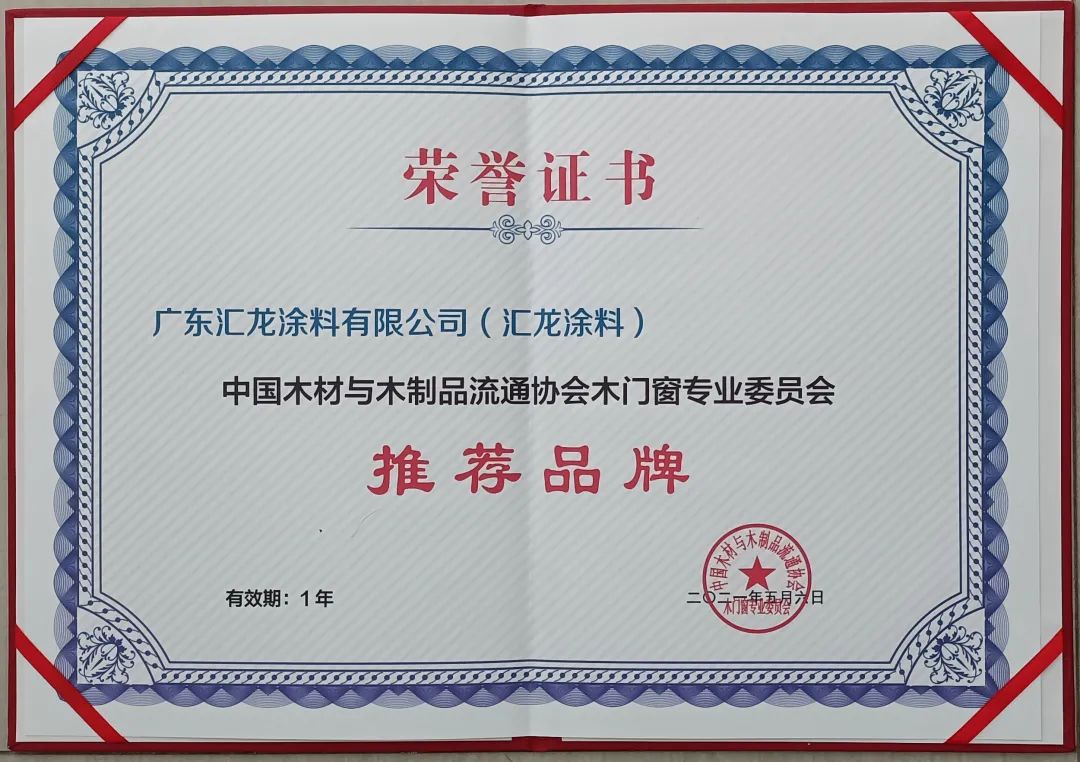 荣誉证书
广东汇龙涂料有限公司（汇龙涂料）
中国木材与木制品流通协会木门窗专业委员会
推荐品牌
中国木材与木制品流通协会
木门窗专业委员会
有效期：1年
二〇二一年五月六日